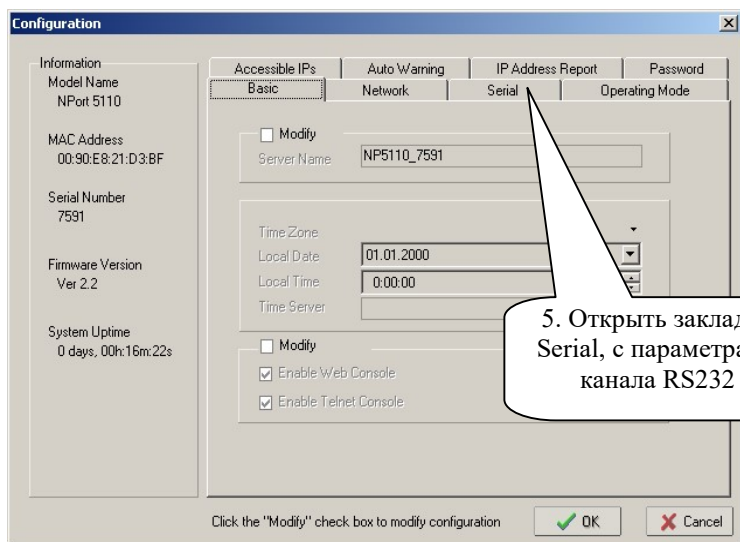 Configuration
Information
Model Name
NPort 5110
MAC Address
00:90:E8:21:D3:BF
Serial Number
7591
Firmware Version
Ver 2.2
System Uptime
0 days, 00h:16m:22s
Accessible IPs Auto Warning IP Address Report Password
Basic Network Serial Operating Mode
Modify
Server Name NP5110_7591
Time Zone
Local Date 01.01.2000
Local Time 0:00:00
Time Server
Modify
Enable Web Console
Enable Telnet Console
5. Открыть
Serial, с
канала RS232
Click the "Modify" check box to modify configuration OK Cancel